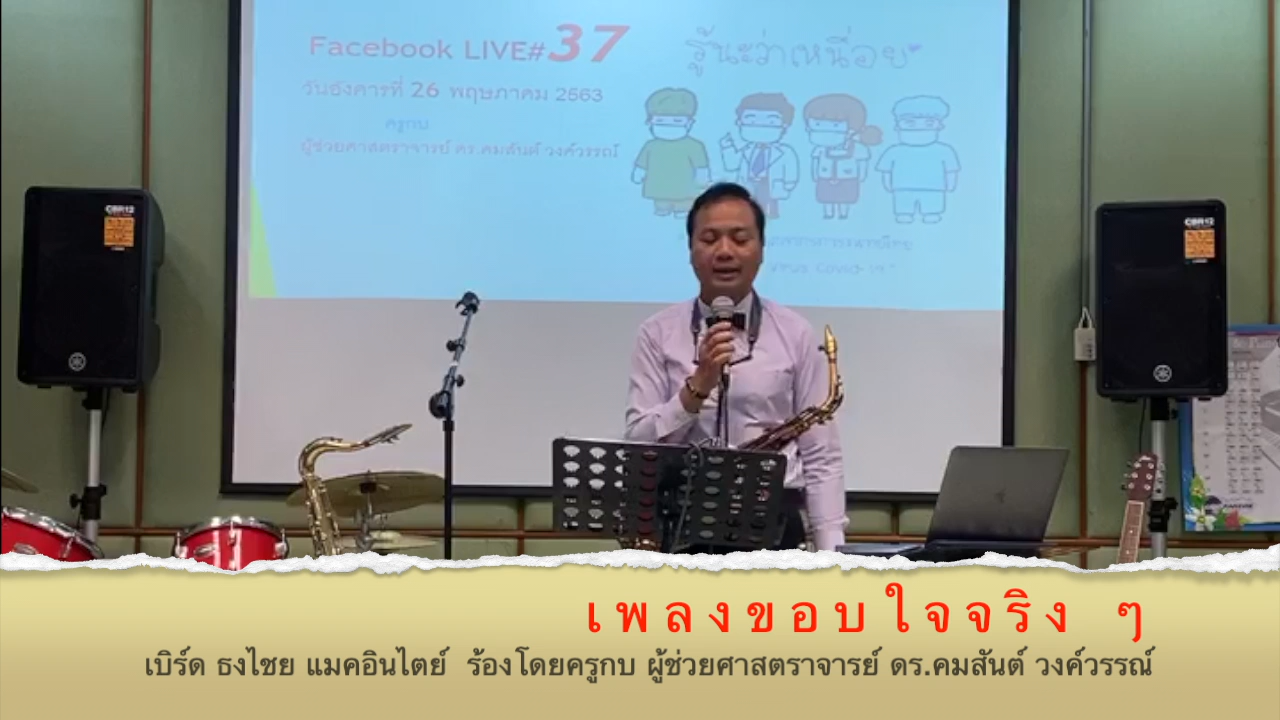 Facebook LIVE#37
รู้นะว่าเหนื่อย
วันอังคารที่ 26 พฤษภาคม 2563
ครูกบ
ผู้ช่วยศาสตราจารย์ ดร.คมสันต์ วงค์วรรณ์
Covid-19"
CBR12
CBR12
เพลงขอบใจจริง ๆ
เบิร์ด ธงไชย แมคอินไตย์ ร้องโดยครูกบ ผู้ช่วยศาสตราจารย์ ดร.คมสันต์ วงค์วรรณ์